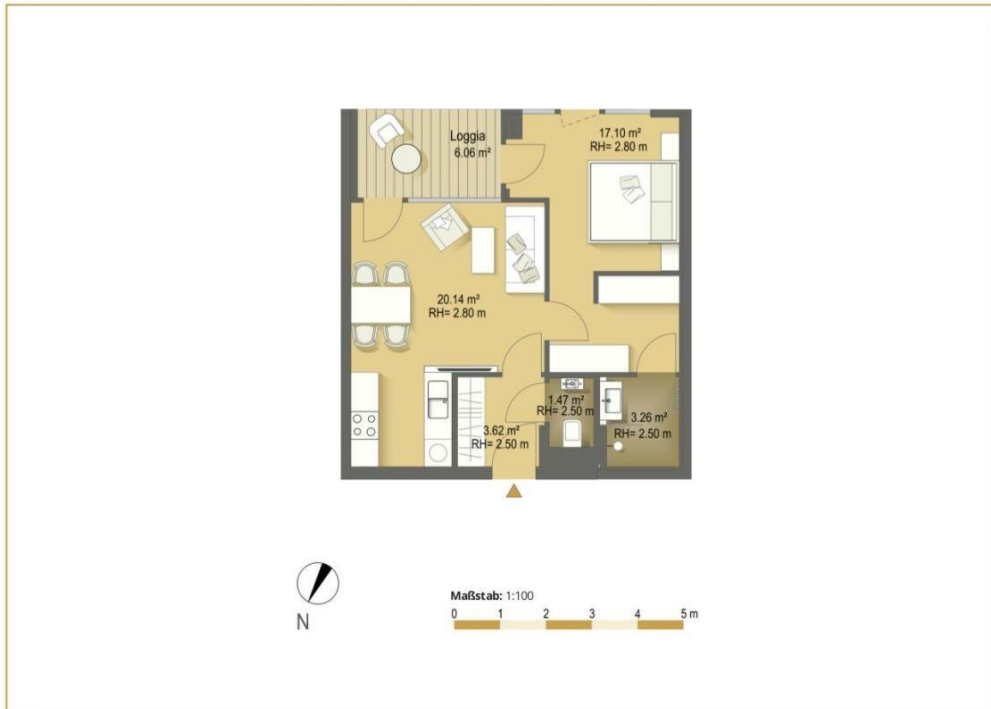 Loggia
6.06 m²
17.10 m²
RH= 2.80 m
20.14 m²
RH= 2.80 m
1.47 m²
RH= 2.50 m
3.62 m²
RH= 2.50 m
3.26 m²
RH= 2.50 m
N
Maßstab: 1:100
0 1 2 3 4 5 m